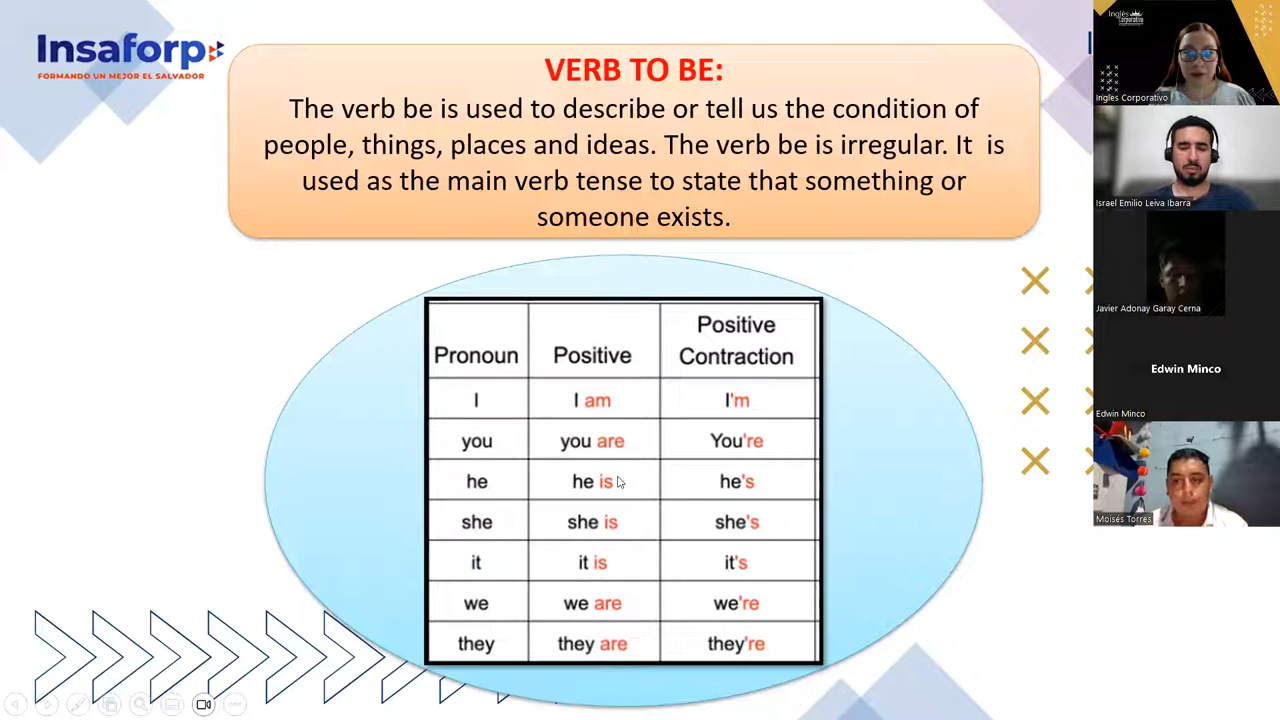 Insaforp
FORMANDO UN MEJOR EL SALVADOR
VERB TO BE:
The verb be is used to describe or tell us the condition of
people, things, places and ideas. The verb be is irregular. It is
used as the main verb tense to state that something or
someone exists.
Pronoun Positive Positive Contraction
I I am I'm
you you are You're
he he is he's
she she is she's
it it is it's
we we are we're
they they are they're
Inglés
Corporativo
Ingles Corporativo
Israel Emilio Leiva Ibarra
Javier Adonay Garay Cerna
Edwin Minco
Edwin Minco
Moisés Torres